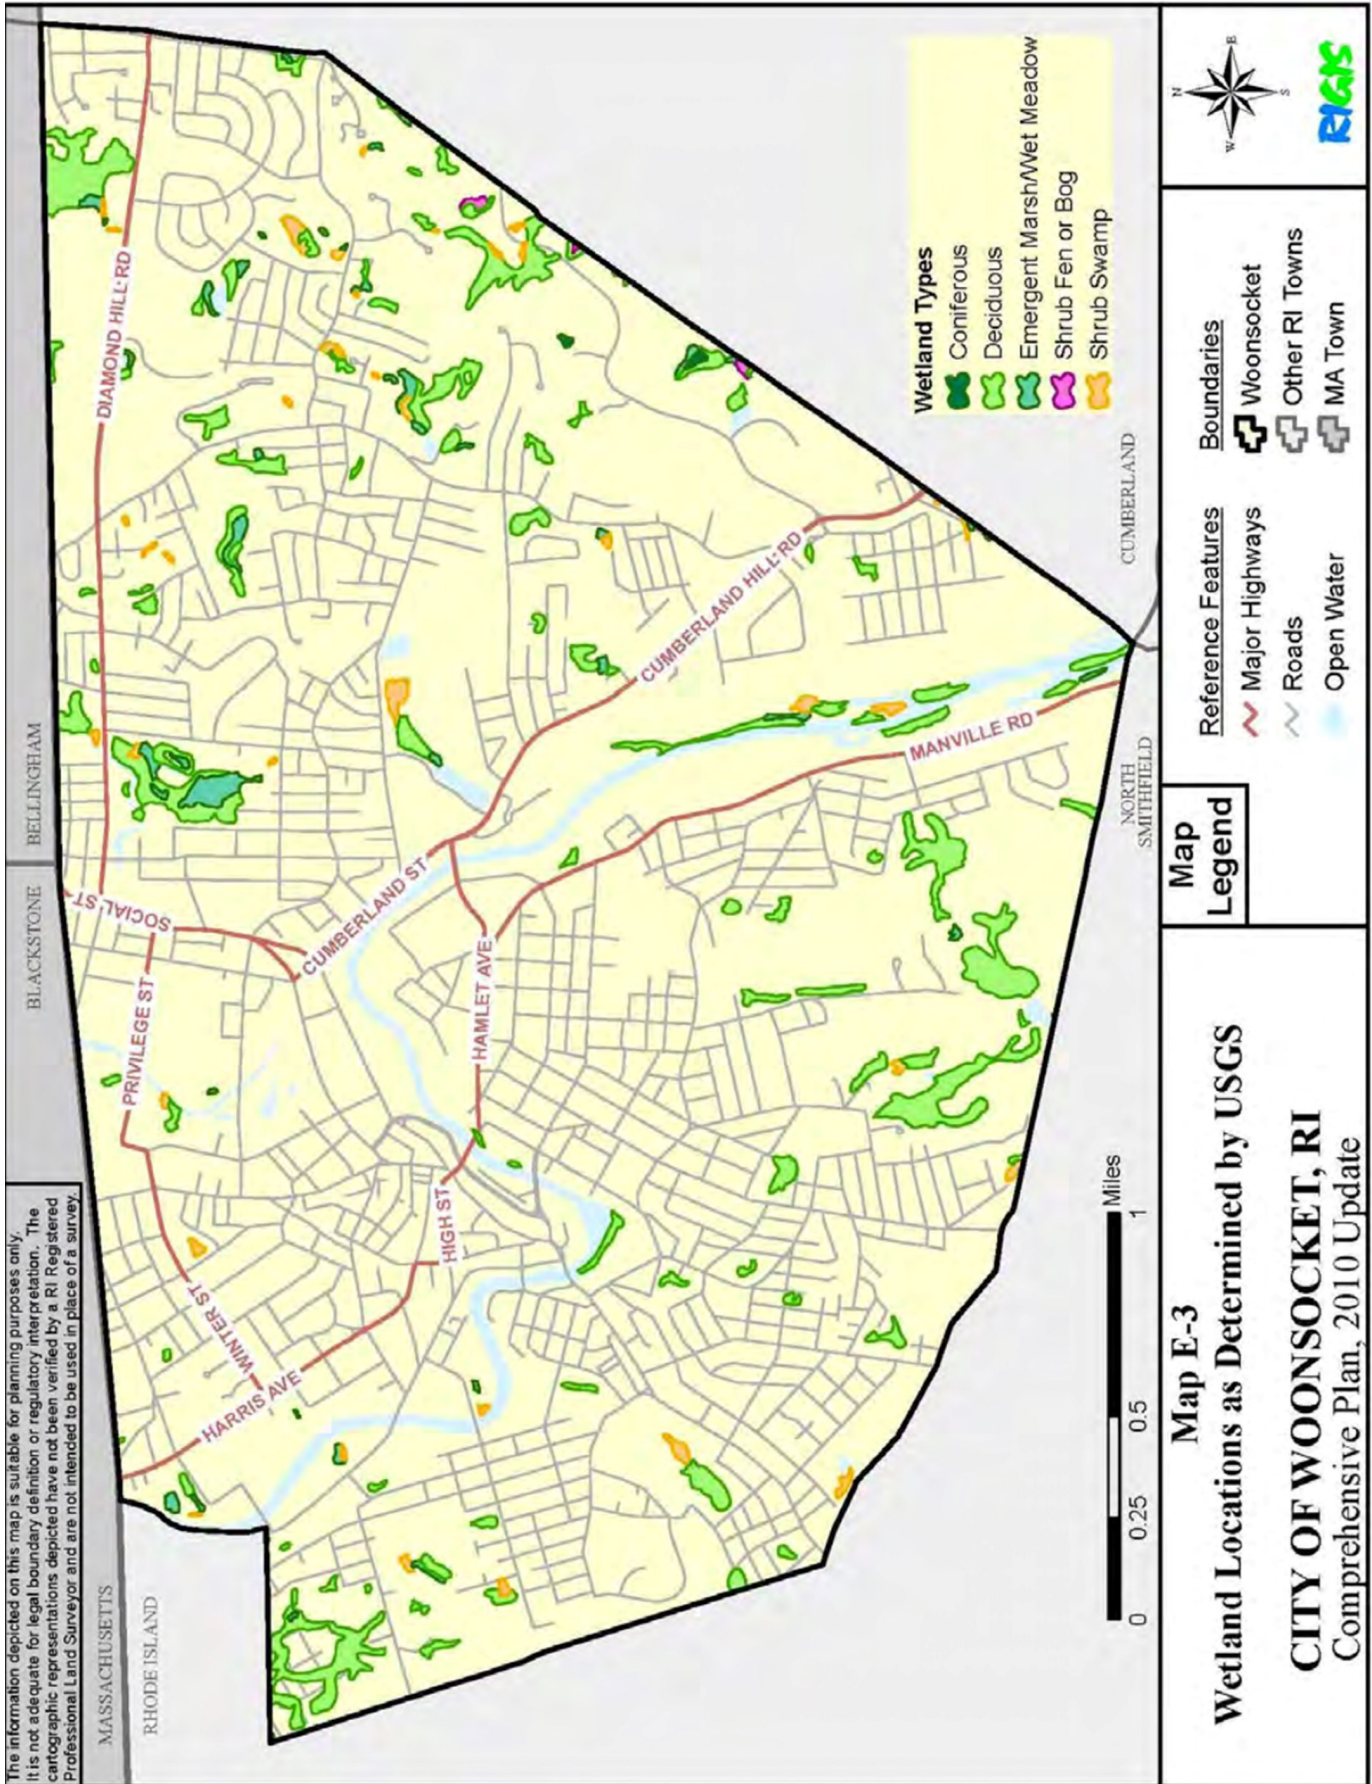 The information depicted on this map is suitable for planning purposes only.
It is not adequate for legal boundary definition or regulatory interpretation. The
cartographic representations depicted have not been verified by a RI Registered
Professional Land Surveyor and are not intended to be used in place of a survey.
MASSACHUSETTS
RHODE ISLAND
BLACKSTONE
BELLINGHAM
HARRIS AVE
WINTER ST
PRIVILEGE ST
SOCIAL ST
DIAMOND HILL RD
HIGH ST
HAMLET AVE
CUMBERLAND ST
CUMBERLAND HILL RD
MANVILLE RD
NORTH
SMITHFIELD
CUMBERLAND
Wetland Types
Coniferous
Deciduous
Emergent Marsh/Wet Meadow
Shrub Fen or Bog
Shrub Swamp
0 0.25 0.5 1 Miles
Map E-3
Wetland Locations as Determined by USGS
CITY OF WOONSOCKET, RI
Comprehensive Plan, 2010 Update
Map
Legend
Reference Features
Major Highways
Roads
Open Water
Boundaries
Woonsocket
Other RI Towns
MA Town
N
W E
S
RIGIS